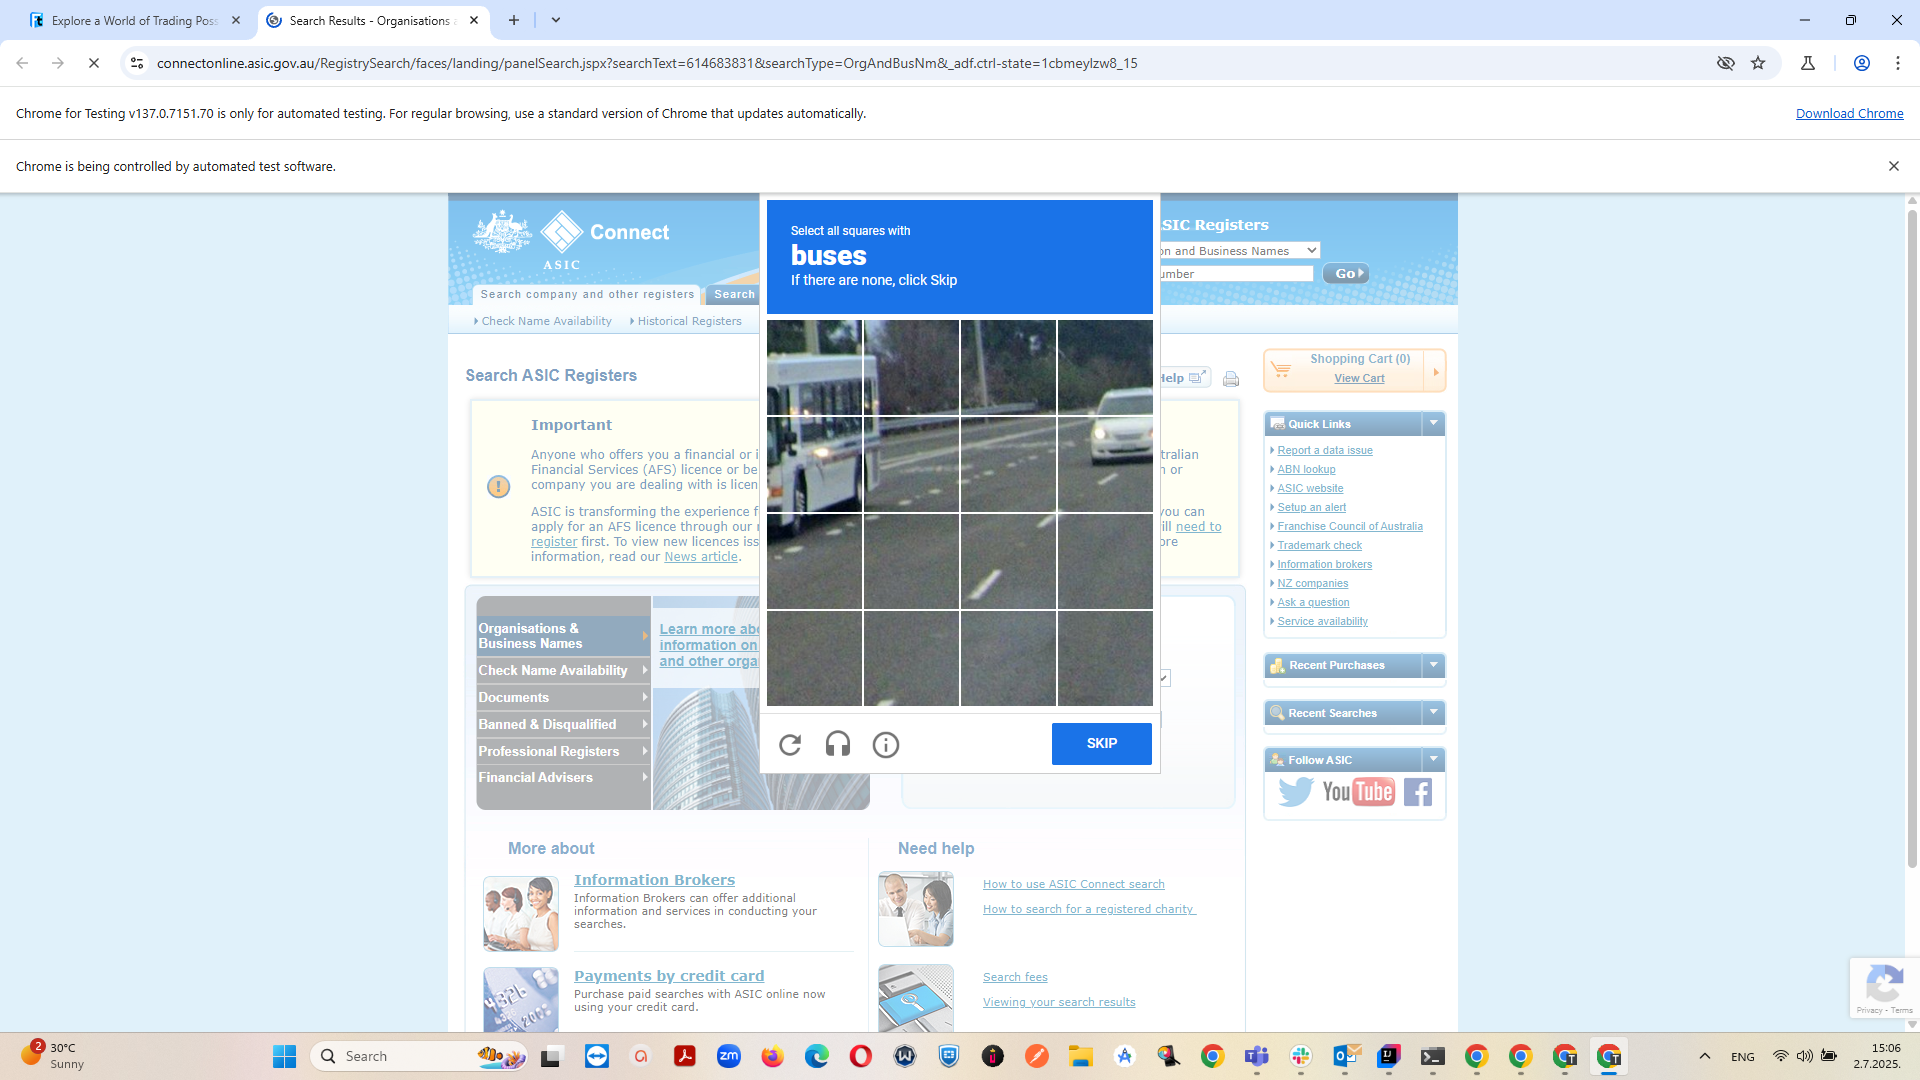 Explore a World of Trading Poss
Search Results - Organisations a
connectonline.asic.gov.au/RegistrySearch/faces/landing/panelSearch.jspx?searchText=614683831&searchType=OrgAndBusNm&_adf.ctrl-state=1cbmeylzw8_15
Chrome for Testing v137.0.7151.70 is only for automated testing. For regular browsing, use a standard version of Chrome that updates automatically.
Download Chrome
Chrome is being controlled by automated test software.
Connect
ASIC
Search company and other registers
Search
Check Name Availability
Historical Registers
SIC Registers
on and Business Names
umber
Go
Select all squares with
buses
If there are none, click Skip
SKIP
Search ASIC Registers
Help
Important
Anyone who offers you a financial or i
Financial Services (AFS) licence or be
company you are dealing with is licen
tralian
n or
ASIC is transforming the experience f
apply for an AFS licence through our r
register first. To view new licences iss
information, read our News article.
you can
ill need to
ore
Organisations &
Business Names
Check Name Availability
Documents
Banned & Disqualified
Professional Registers
Financial Advisers
Learn more abo
information on
and other orga
Shopping Cart (0)
View Cart
Quick Links
Report a data issue
ABN lookup
ASIC website
Setup an alert
Franchise Council of Australia
Trademark check
Information brokers
NZ companies
Ask a question
Service availability
Recent Purchases
Recent Searches
Follow ASIC
YouTube
More about
Information Brokers
Information Brokers can offer additional
information and services in conducting your
searches.
Payments by credit card
Purchase paid searches with ASIC online now
using your credit card.
Need help
How to use ASIC Connect search
How to search for a registered charity
Search fees
Viewing your search results
Privacy - Terms
2
30°C
Sunny
Search
zm
ENG
15:06
2.7.2025.